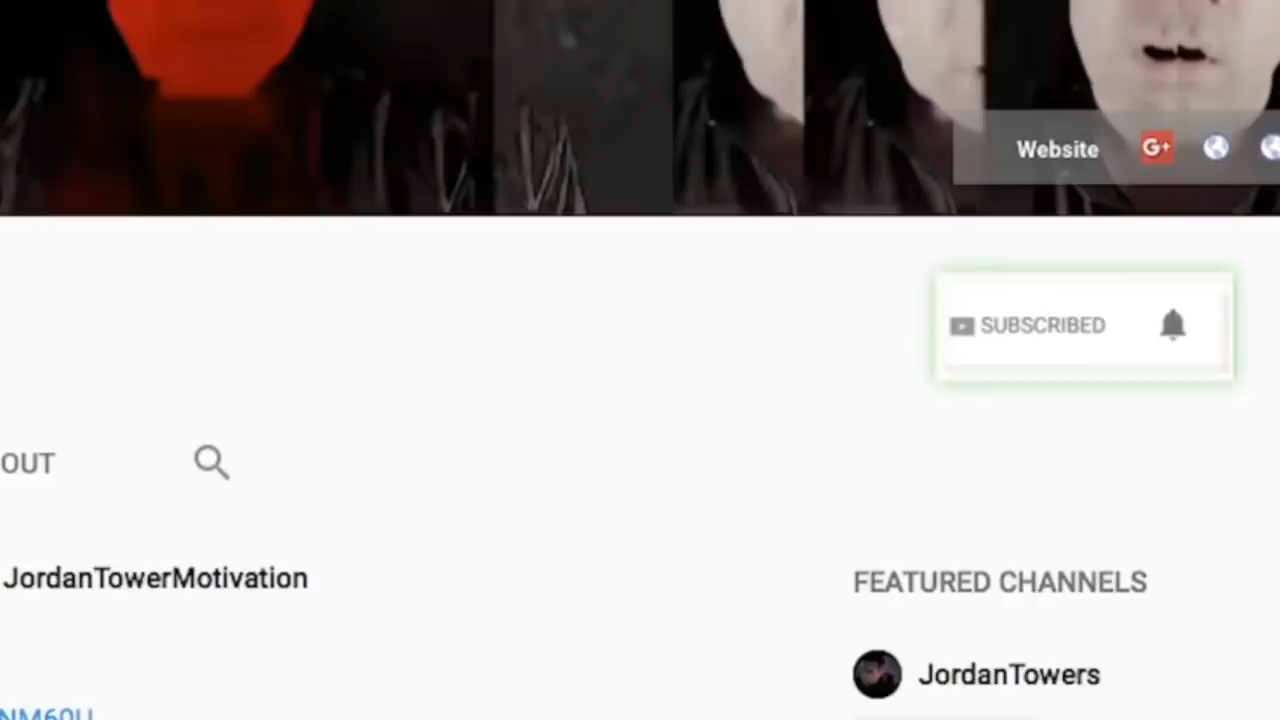 Website G+
SUBSCRIBED
OUT
JordanTowerMotivation
FEATURED CHANNELS
JordanTowers